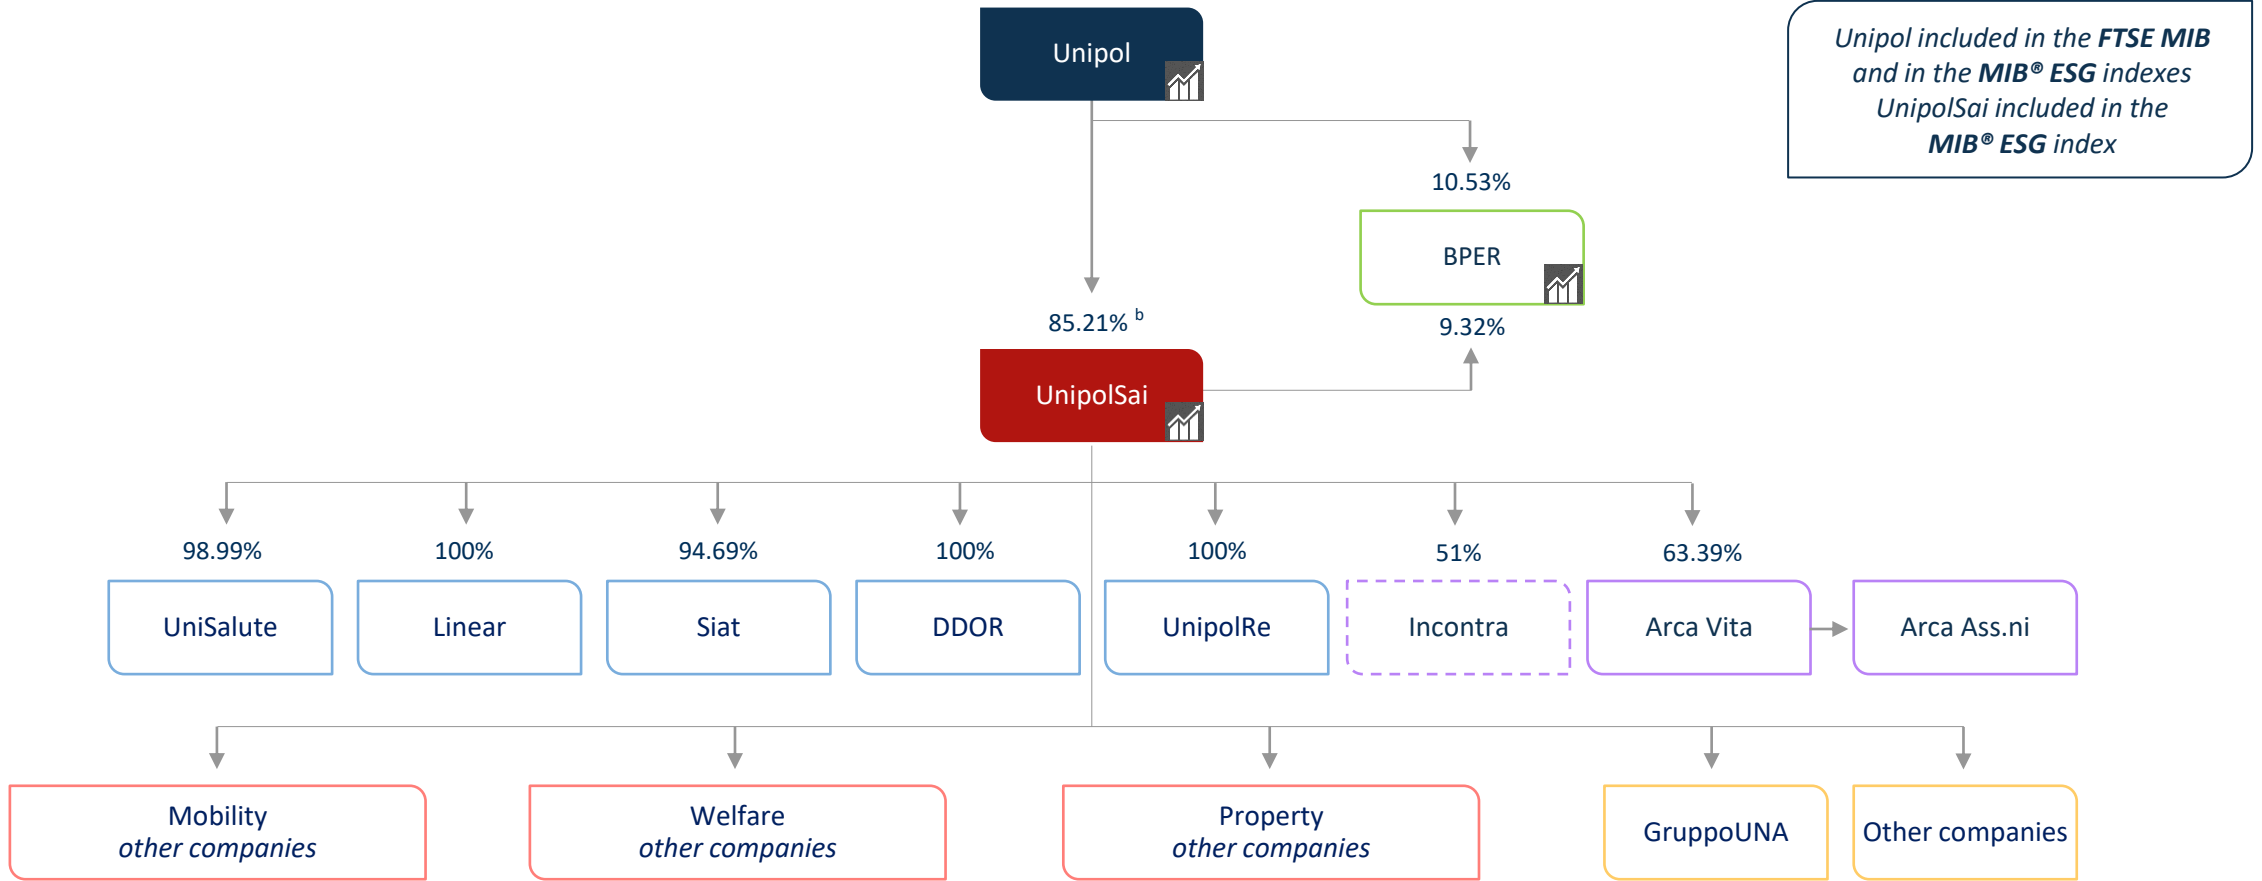 Unipol
Unipol included in the FTSE MIB
and in the MIB® ESG indexes
UnipolSai included in the
MIB® ESG index
10.53%
BPER
85.21% b
9.32%
UnipolSai
98.99%
100%
94.69%
100%
100%
51%
63.39%
UniSalute
Linear
Siat
DDOR
UnipolRe
Incontra
Arca Vita
Arca Ass.ni
Mobility
other companies
Welfare
other companies
Property
other companies
GruppoUNA
Other companies